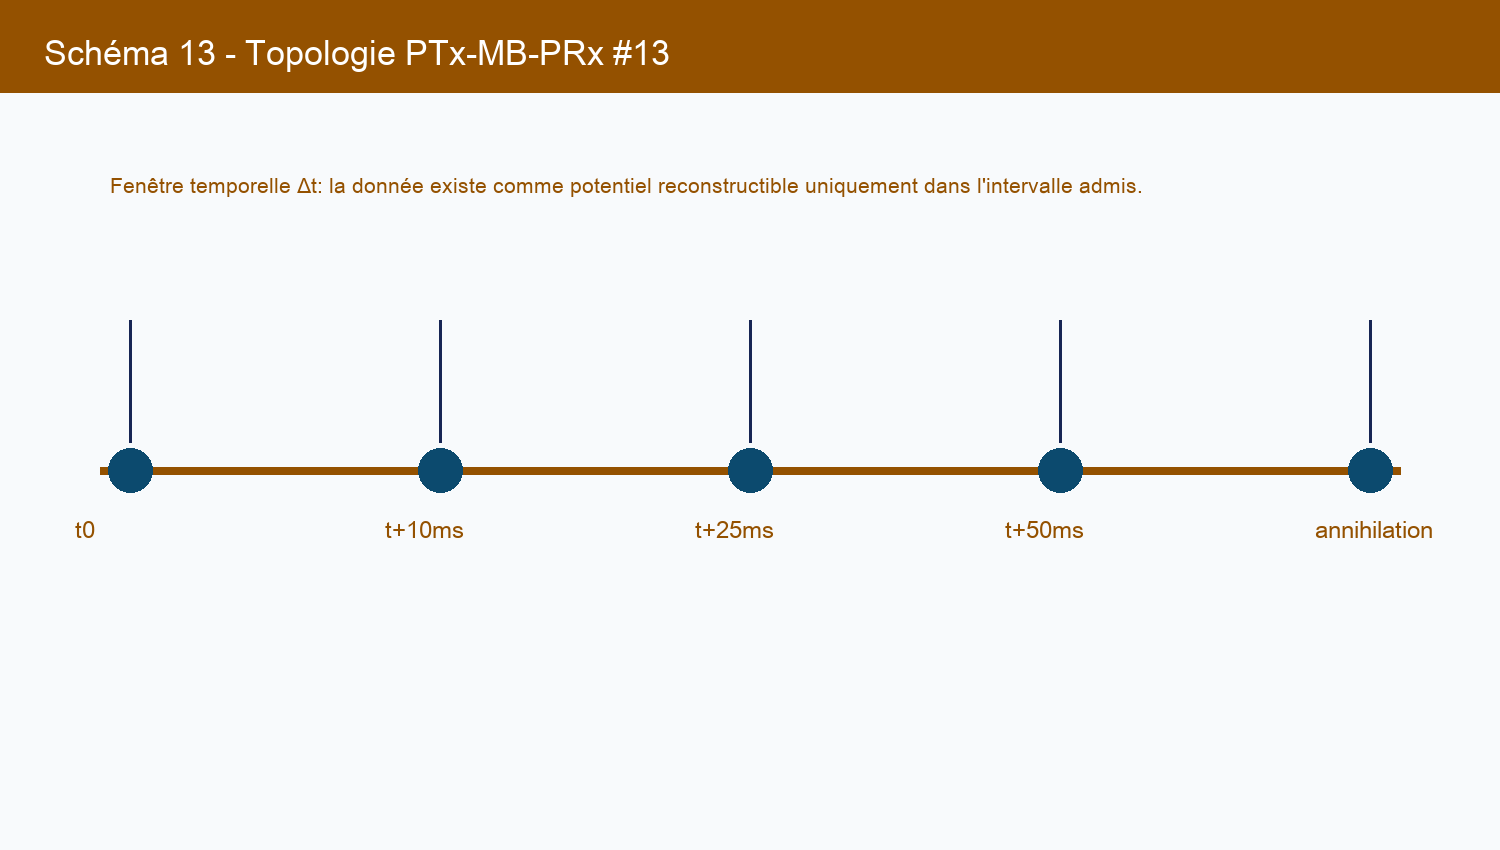 Schéma 13 - Topologie PTx-MB-PRx #13
Fenêtre temporelle Δt: la donnée existe comme potentiel reconstructible uniquement dans l'intervalle admis.
t0
t+10ms
t+25ms
t+50ms
annihilation